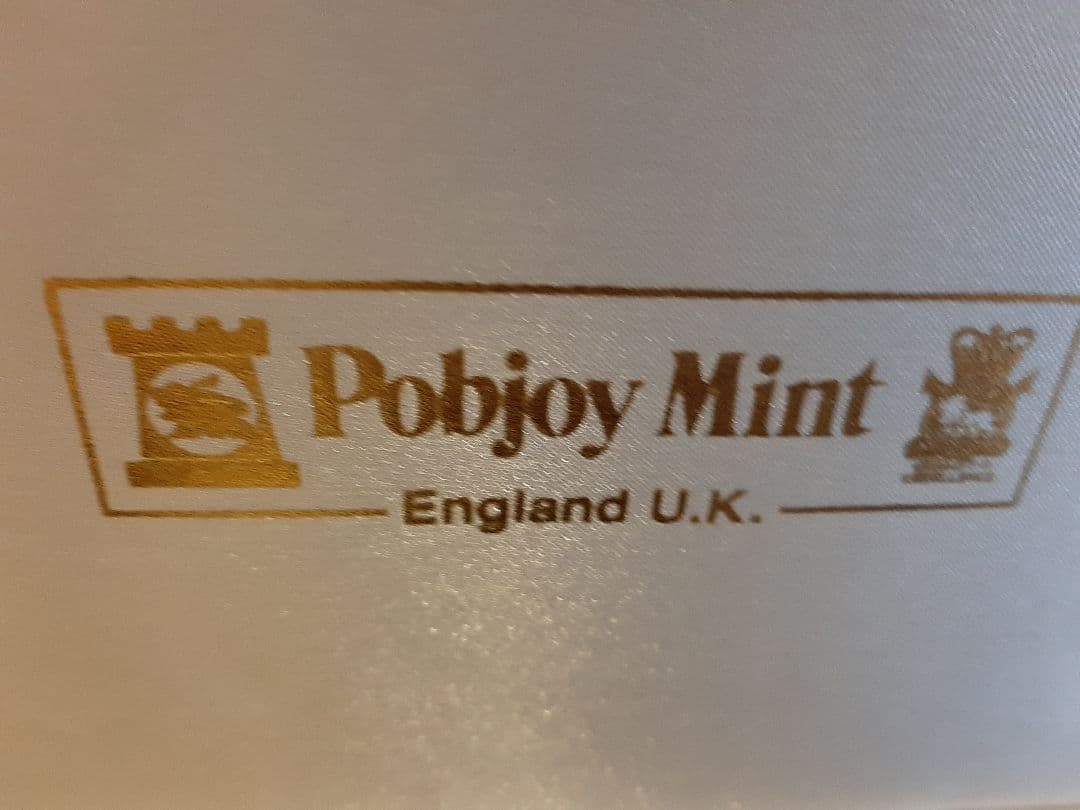 Pobjoy Mint
England U.K.